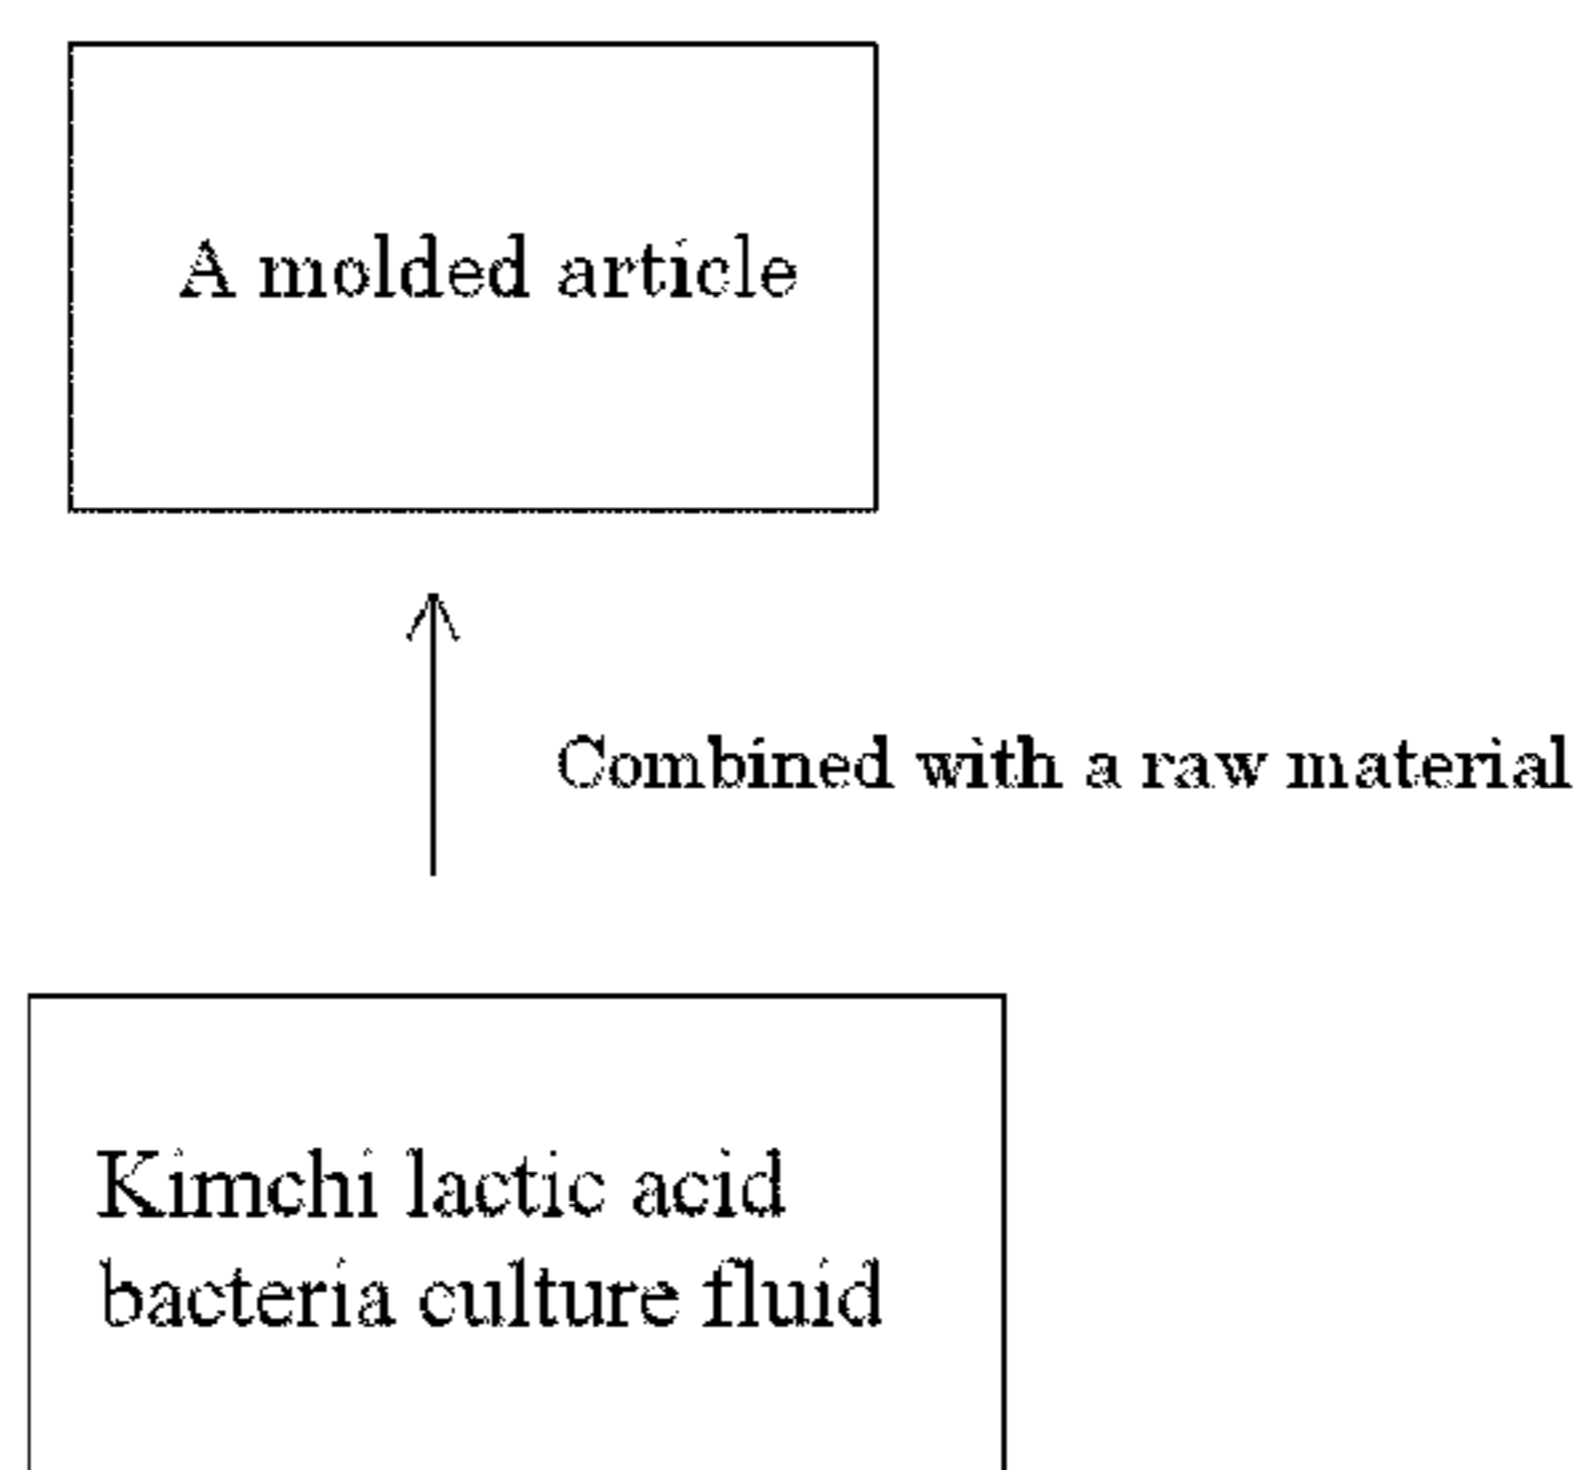 A molded article
Combined with a raw material
Kimchi lactic acid
bacteria culture fluid